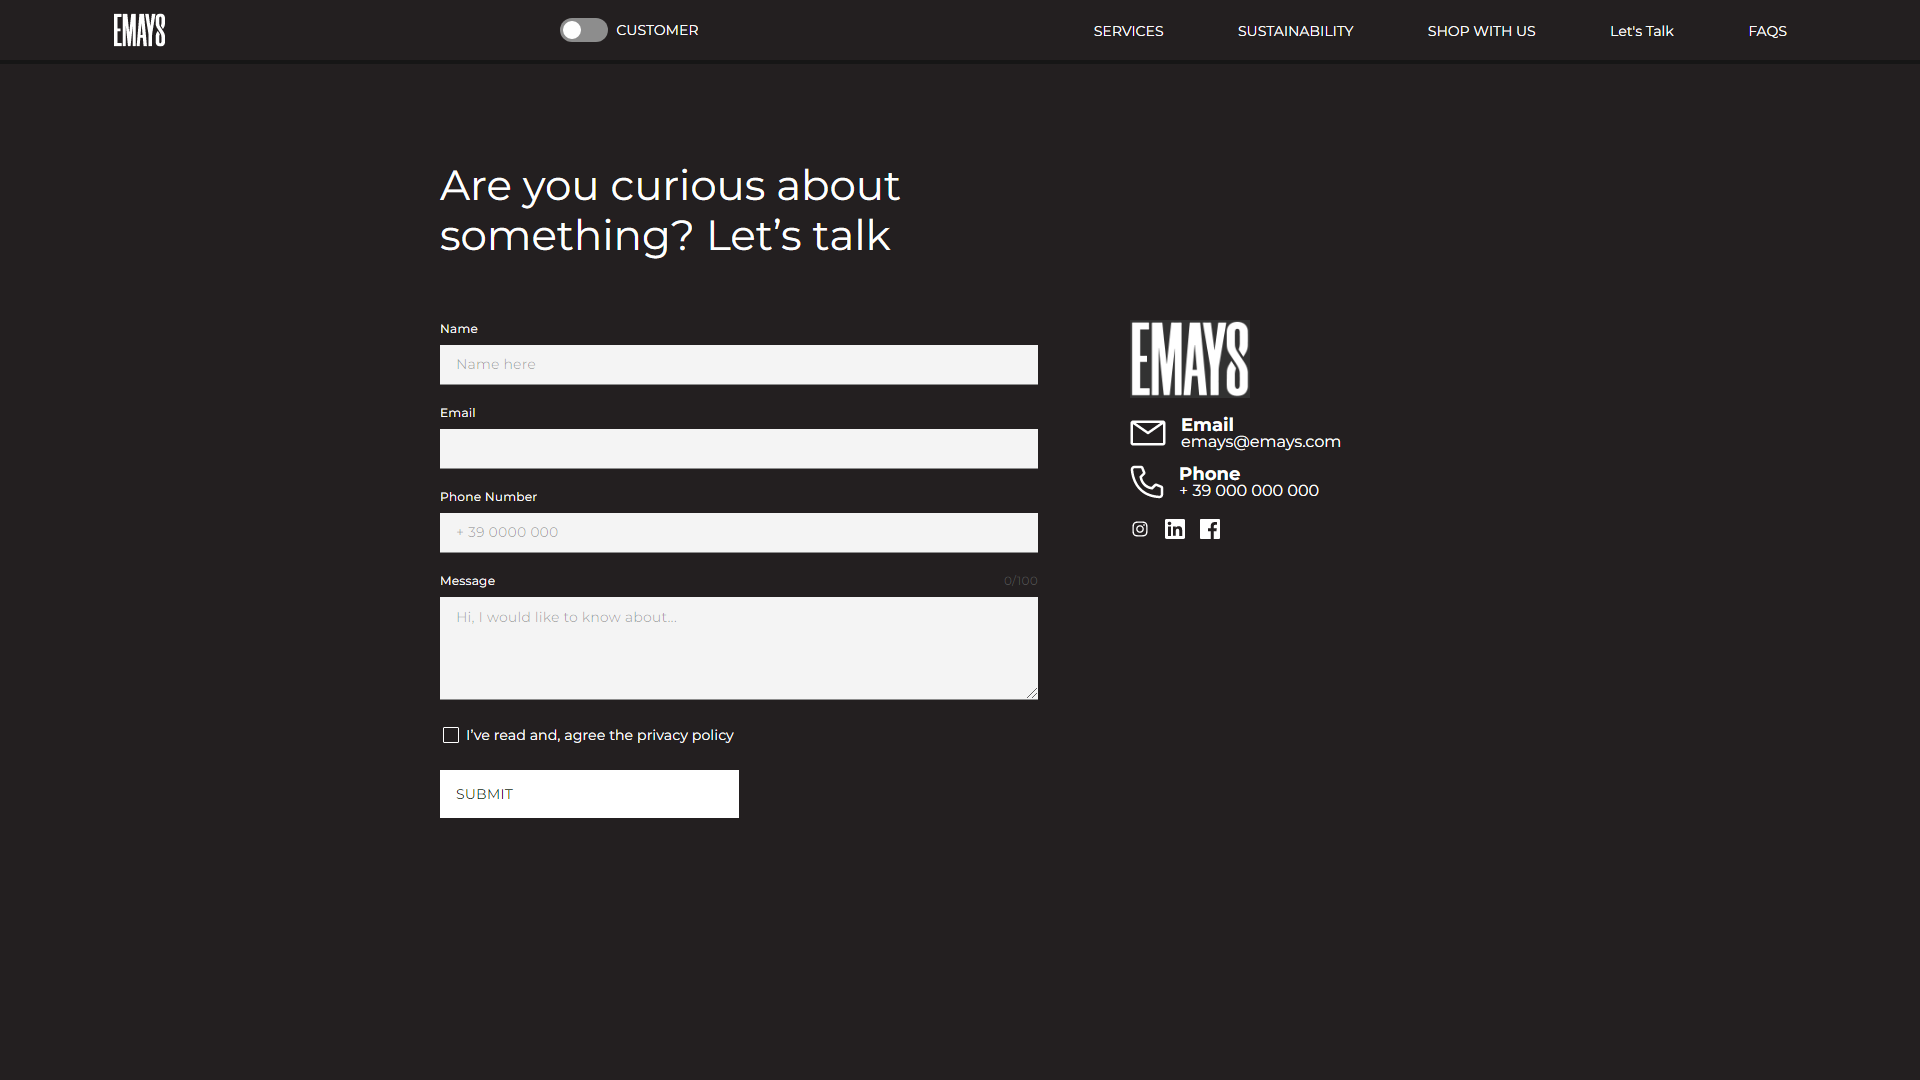 EMAYS
CUSTOMER
SERVICES
SUSTAINABILITY
SHOP WITH US
Let's Talk
FAQS
Are you curious about
something? Let’s talk
Name
Name here
Email
Phone Number
+ 39 0000 000
Message
0/100
Hi, I would like to know about...
I’ve read and, agree the privacy policy
SUBMIT
EMAYS
Email
emays@emays.com
Phone
+ 39 000 000 000